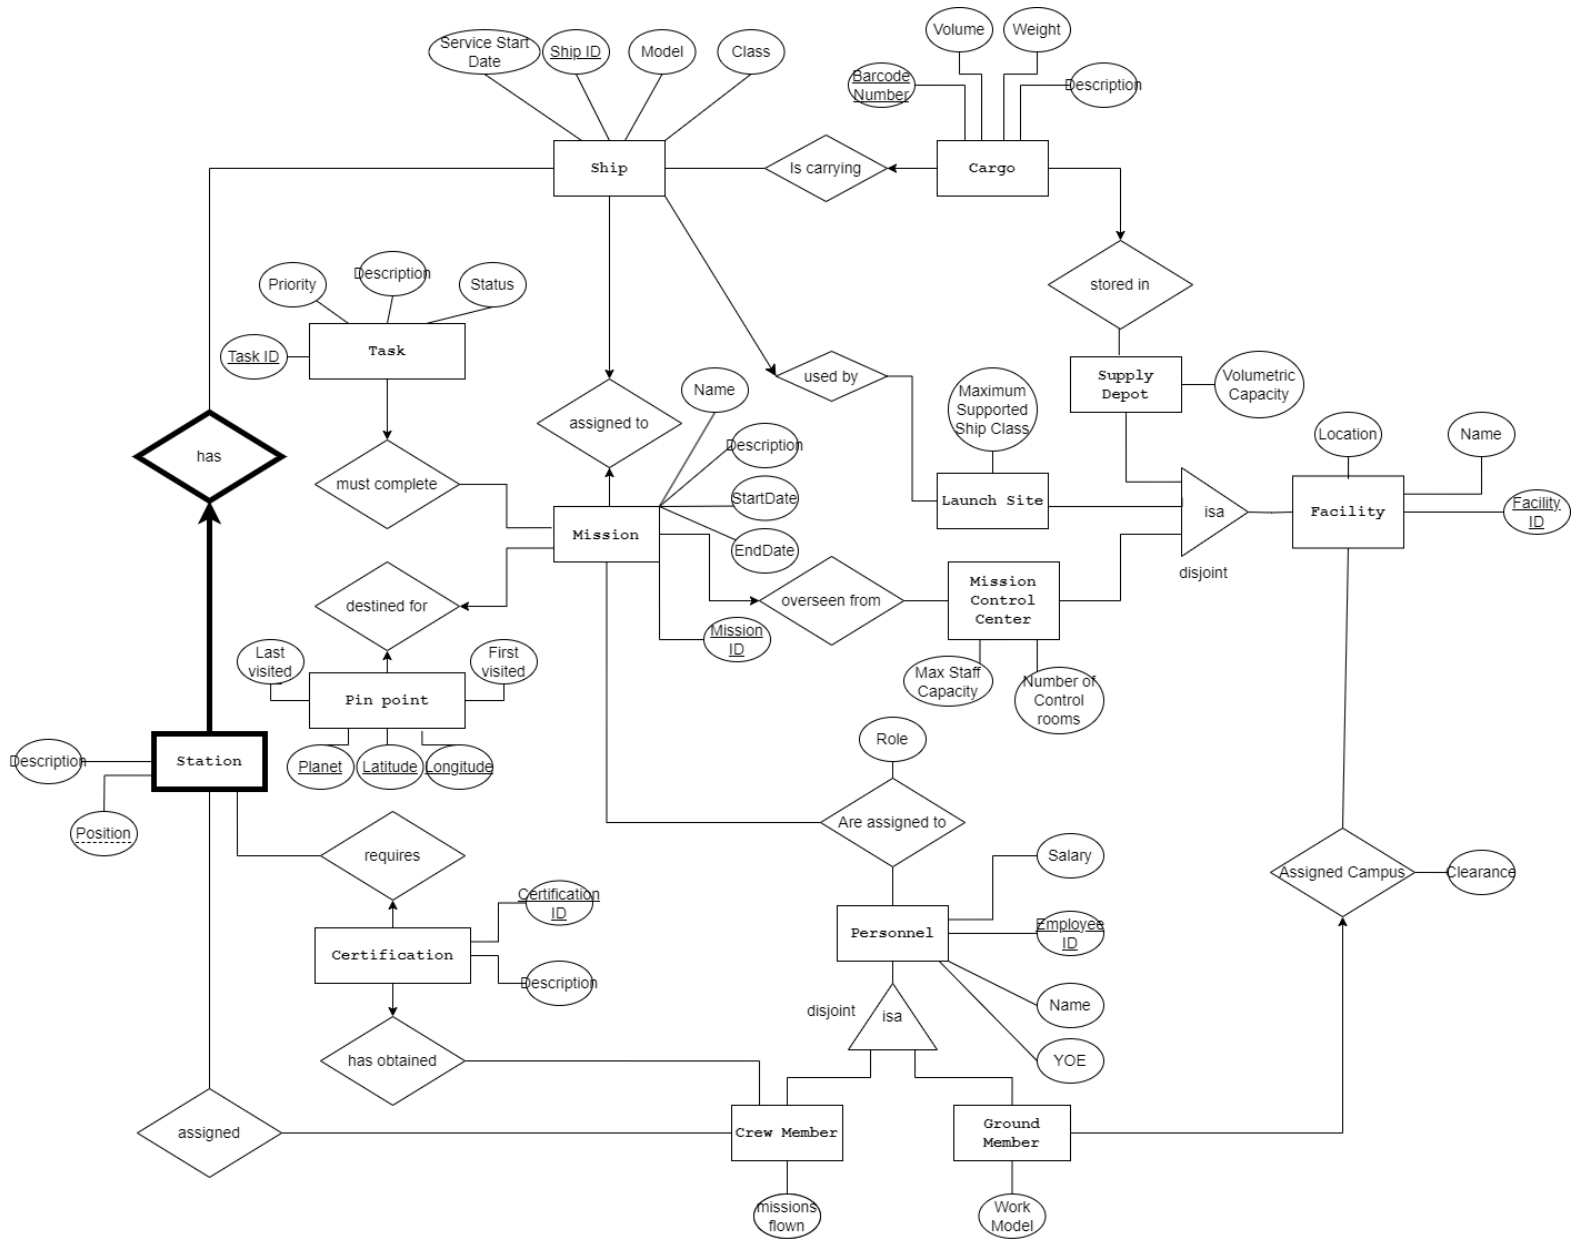 Volume
Weight
Service Start
Date
Ship ID
Model
Class
Barcode
Number
Description
Ship
Is carrying
Cargo
Priority
Description
Status
stored in
Task ID
Task
used by
Supply
Depot
Volumetric
Capacity
Name
Maximum
Supported
Ship Class
assigned to
Description
Location
Name
has
must complete
StartDate
Launch Site
isa
Facility
Facility
ID
Mission
EndDate
disjoint
destined for
overseen from
Mission
Control
Center
Mission
ID
Last
visited
First
visited
Max Staff
Capacity
Number of
Control
rooms
Pin point
Role
Description
Station
Planet
Latitude
Longitude
Position
Are assigned to
requires
Salary
Assigned Campus
Clearance
Certification
ID
Personnel
Employee
ID
Certification
Description
disjoint
isa
Name
has obtained
YOE
assigned
Crew Member
Ground
Member
missions
flown
Work
Model